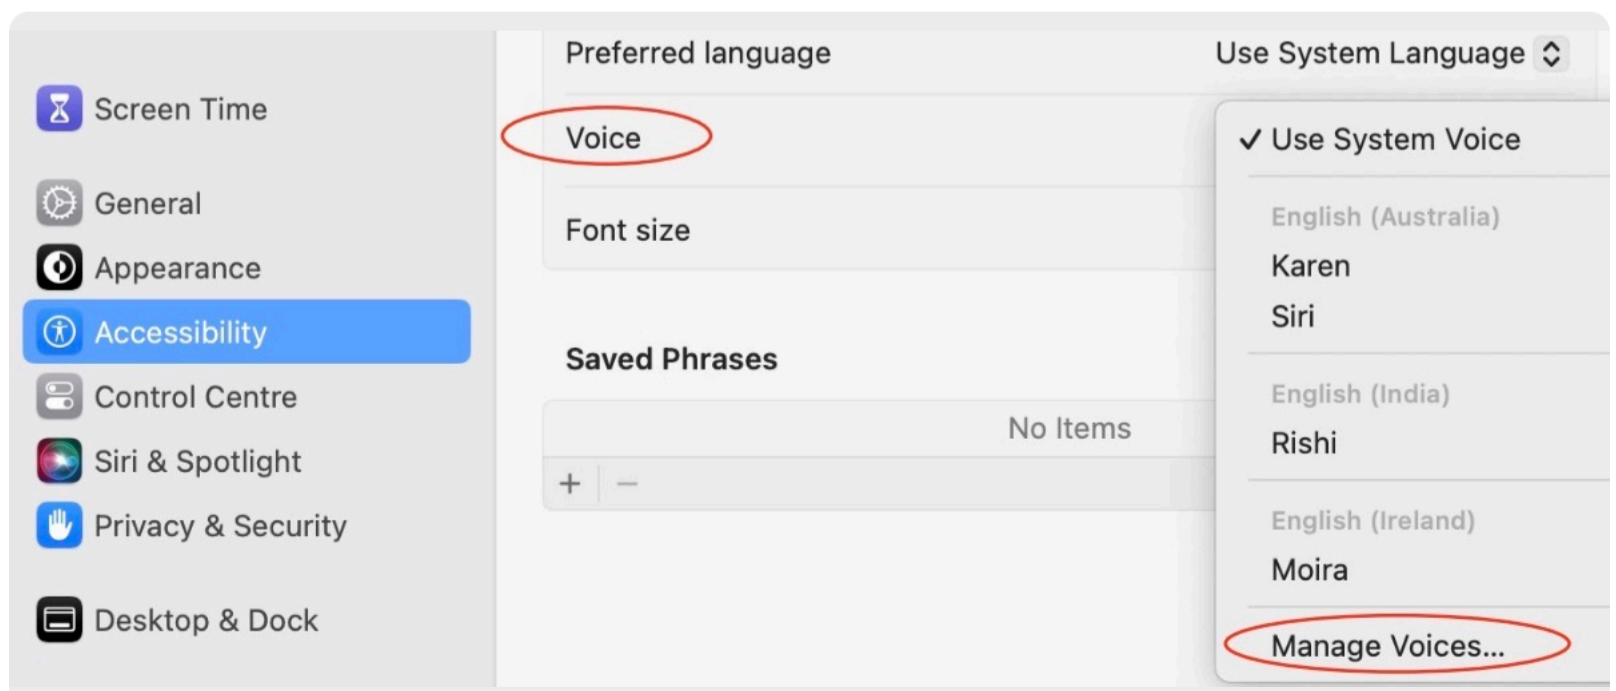 Screen Time
General
Appearance
Accessibility
Control Centre
Siri & Spotlight
Privacy & Security
Desktop & Dock
Preferred language
Use System Language
Voice
Font size
Saved Phrases
No Items
Use System Voice
English (Australia)
Karen
Siri
English (India)
Rishi
English (Ireland)
Moira
Manage Voices...